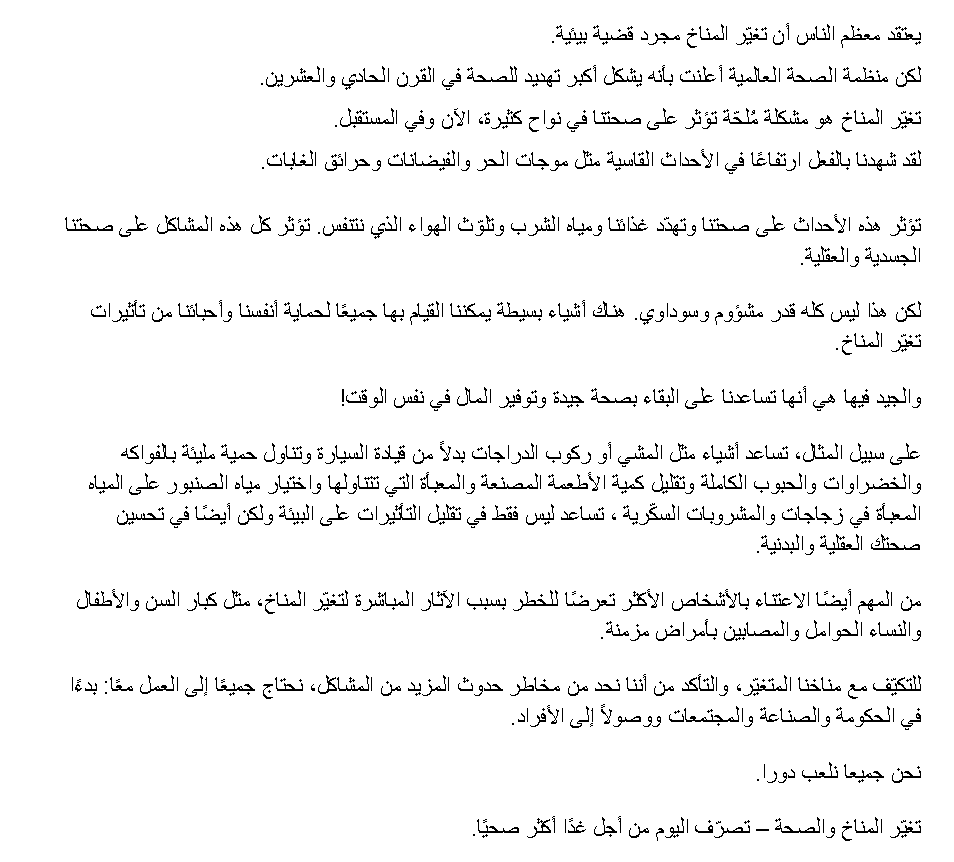 يعتقد معظم الناس أن تغيّر المناخ مجرد قضية بيئية.
لكن منظمة الصحة العالمية أعلنت بأنه يشكل أكبر تهديد للصحة في القرن الحادي والعشرين.
تغيّر المناخ هو مشكلة مُلحّة تؤثر على صحتنا في نواح كثيرة، الآن وفي المستقبل.
لقد شهدنا بالفعل ارتفاعًا في الأحداث القاسية مثل موجات الحر والفيضانات وحرائق الغابات.
تؤثر هذه الأحداث على صحتنا وتهدّد غذائنا ومياه الشرب وتلوّث الهواء الذي نتنفس. تؤثر كل هذه المشاكل على صحتنا
الجسدية والعقلية.
لكن هذا ليس كله قدر مشؤوم وسوداوي. هناك أشياء بسيطة يمكننا القيام بها جميعًا لحماية أنفسنا وأحبائنا من تأثيرات
تغيّر المناخ.
والجيد فيها هي أنها تساعدنا على البقاء بصحة جيدة وتوفير المال في نفس الوقت!
على سبيل المثال، تساعد أشياء مثل المشي أو ركوب الدراجات بدلاً من قيادة السيارة وتناول حمية مليئة بالفواكه
والخضراوات والحبوب الكاملة وتقليل كمية الأطعمة المصنعة والمعبأة التي تتناولها واختيار مياه الصنبور على المياه
المعبأة في زجاجات والمشروبات السكّرية ، تساعد ليس فقط في تقليل التأثيرات على البيئة ولكن أيضًا في تحسين
صحتك العقلية والبدنية.
من المهم أيضًا الاعتناء بالأشخاص الأكثر تعرضًا للخطر بسبب الآثار المباشرة لتغيّر المناخ، مثل كبار السن والأطفال
والنساء الحوامل والمصابين بأمراض مزمنة.
للتكيّف مع مناخنا المتغيّر، والتأكد من أننا نحد من مخاطر حدوث المزيد من المشاكل، نحتاج جميعًا إلى العمل معًا: بدءًا
في الحكومة والصناعة والمجتمعات ووصولاً إلى الأفراد.
نحن جميعا نلعب دورا.
تغيّر المناخ والصحة – تصرّف اليوم من أجل غدًا أكثر صحيًا.